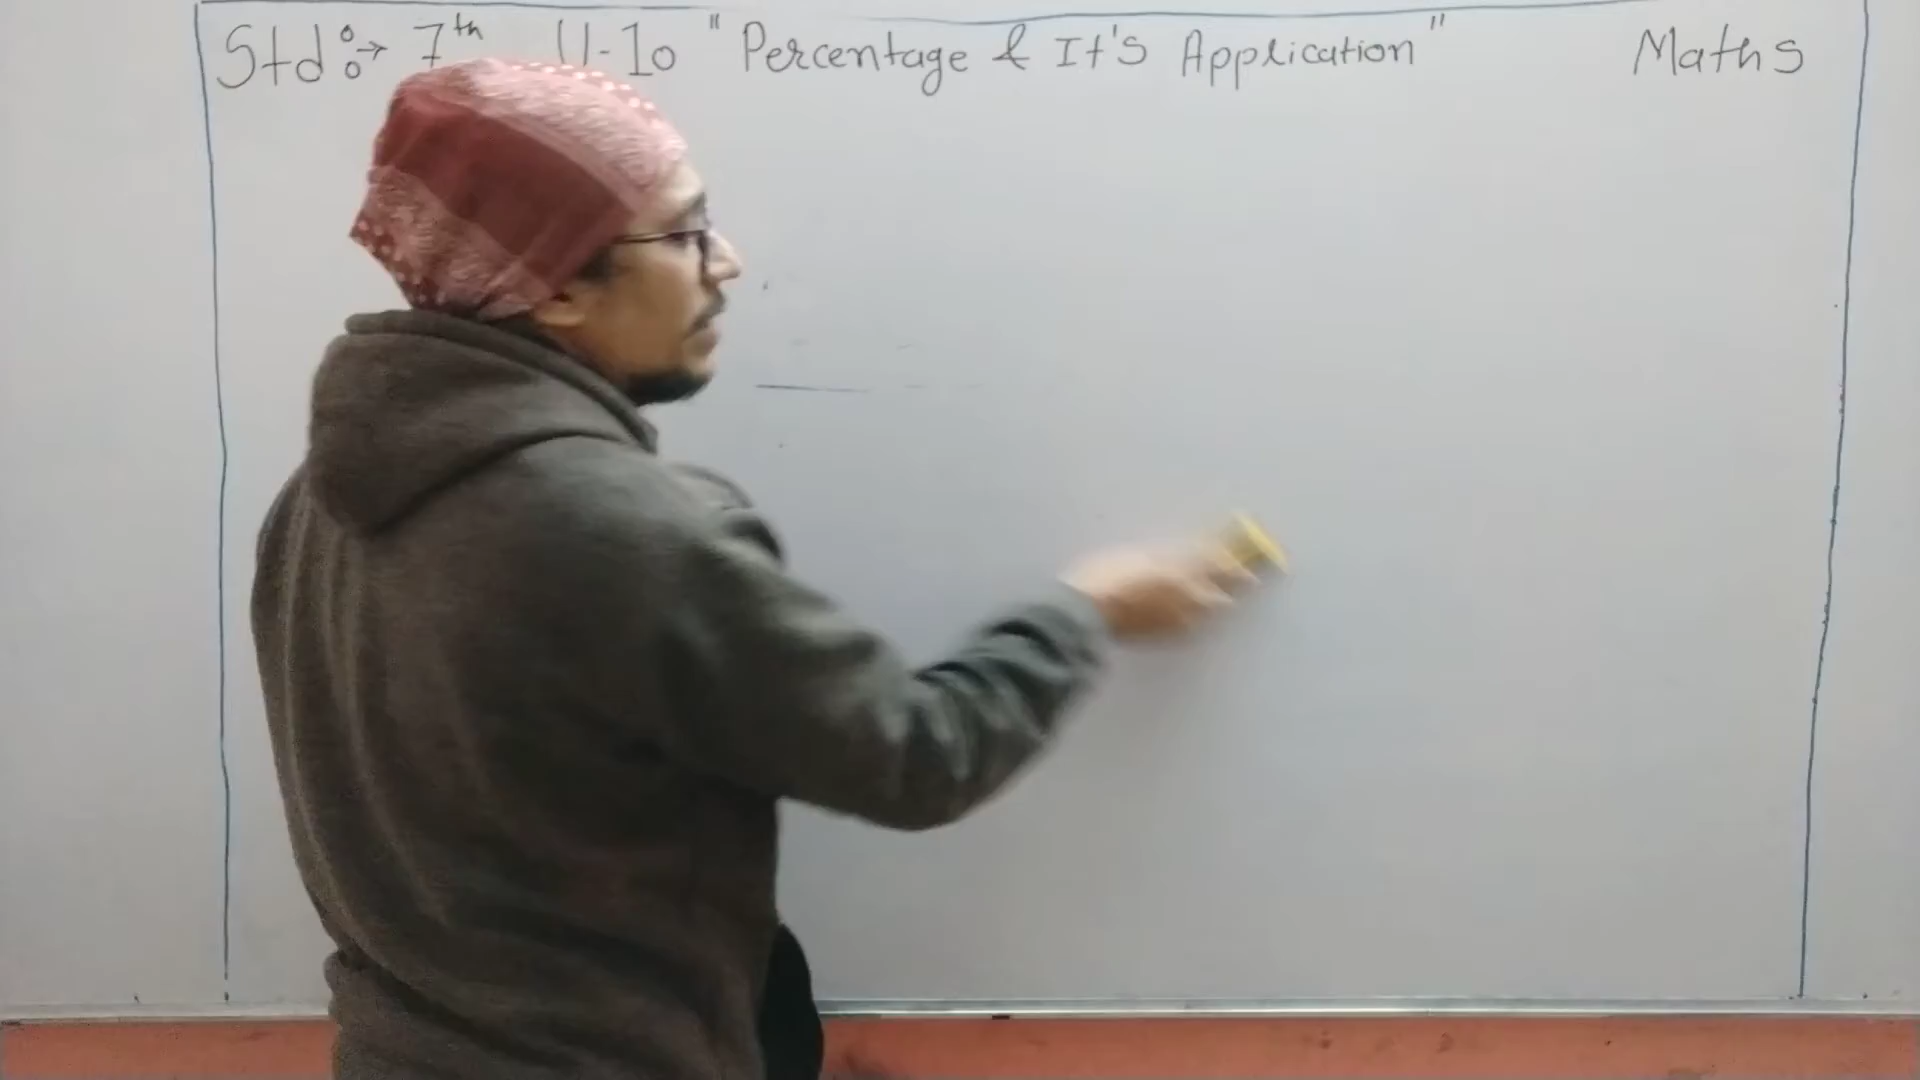 Std :→ 7th U-10 "Percentage & It's Application" Maths